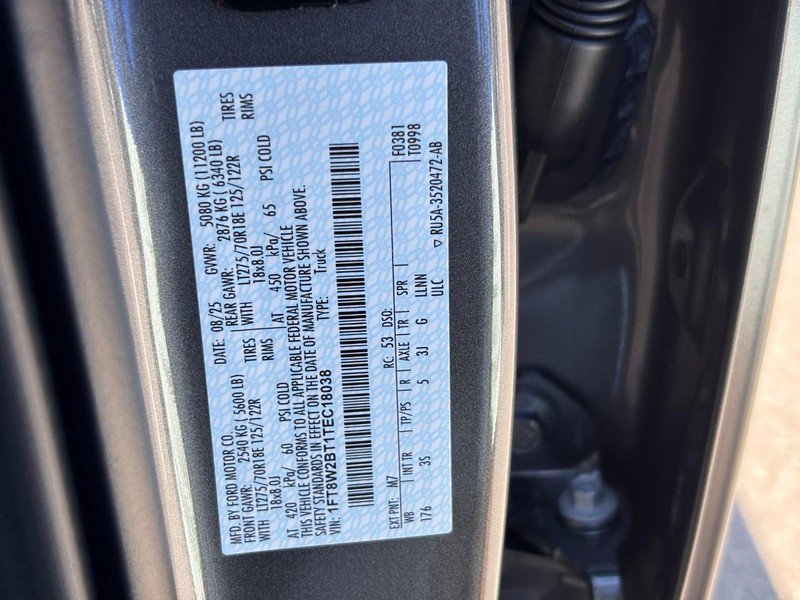 MFD. BY FORD MOTOR CO.
DATE: 08/25 GVWR: 5080 KG (11200 LB)
FRONT GAWR: 2540 KG (5600 LB) REAR GAWR: 2876 KG (6340 LB)
WITH LT275/70R18E 125/122R TIRES WITH LT275/70R18E 125/122R TIRES
18x8.0J RIMS 18x8.0J RIMS
AT 420 kPa/ 60 PSI COLD AT 450 kPa/ 65 PSI COLD
THIS VEHICLE CONFORMS TO ALL APPLICABLE FEDERAL MOTOR VEHICLE
SAFETY STANDARDS IN EFFECT ON THE DATE OF MANUFACTURE SHOWN ABOVE.
VIN: 1FT8W2BT1TEC18038 TYPE: Truck
F0381
T0998
EXT PNT: M7 RC: 53 DSO:
WB INT TR TP/PS R AXLE TR SPR
176 3S 5 3J G LLNN
ULC ▽ RU5A-3520472-AB